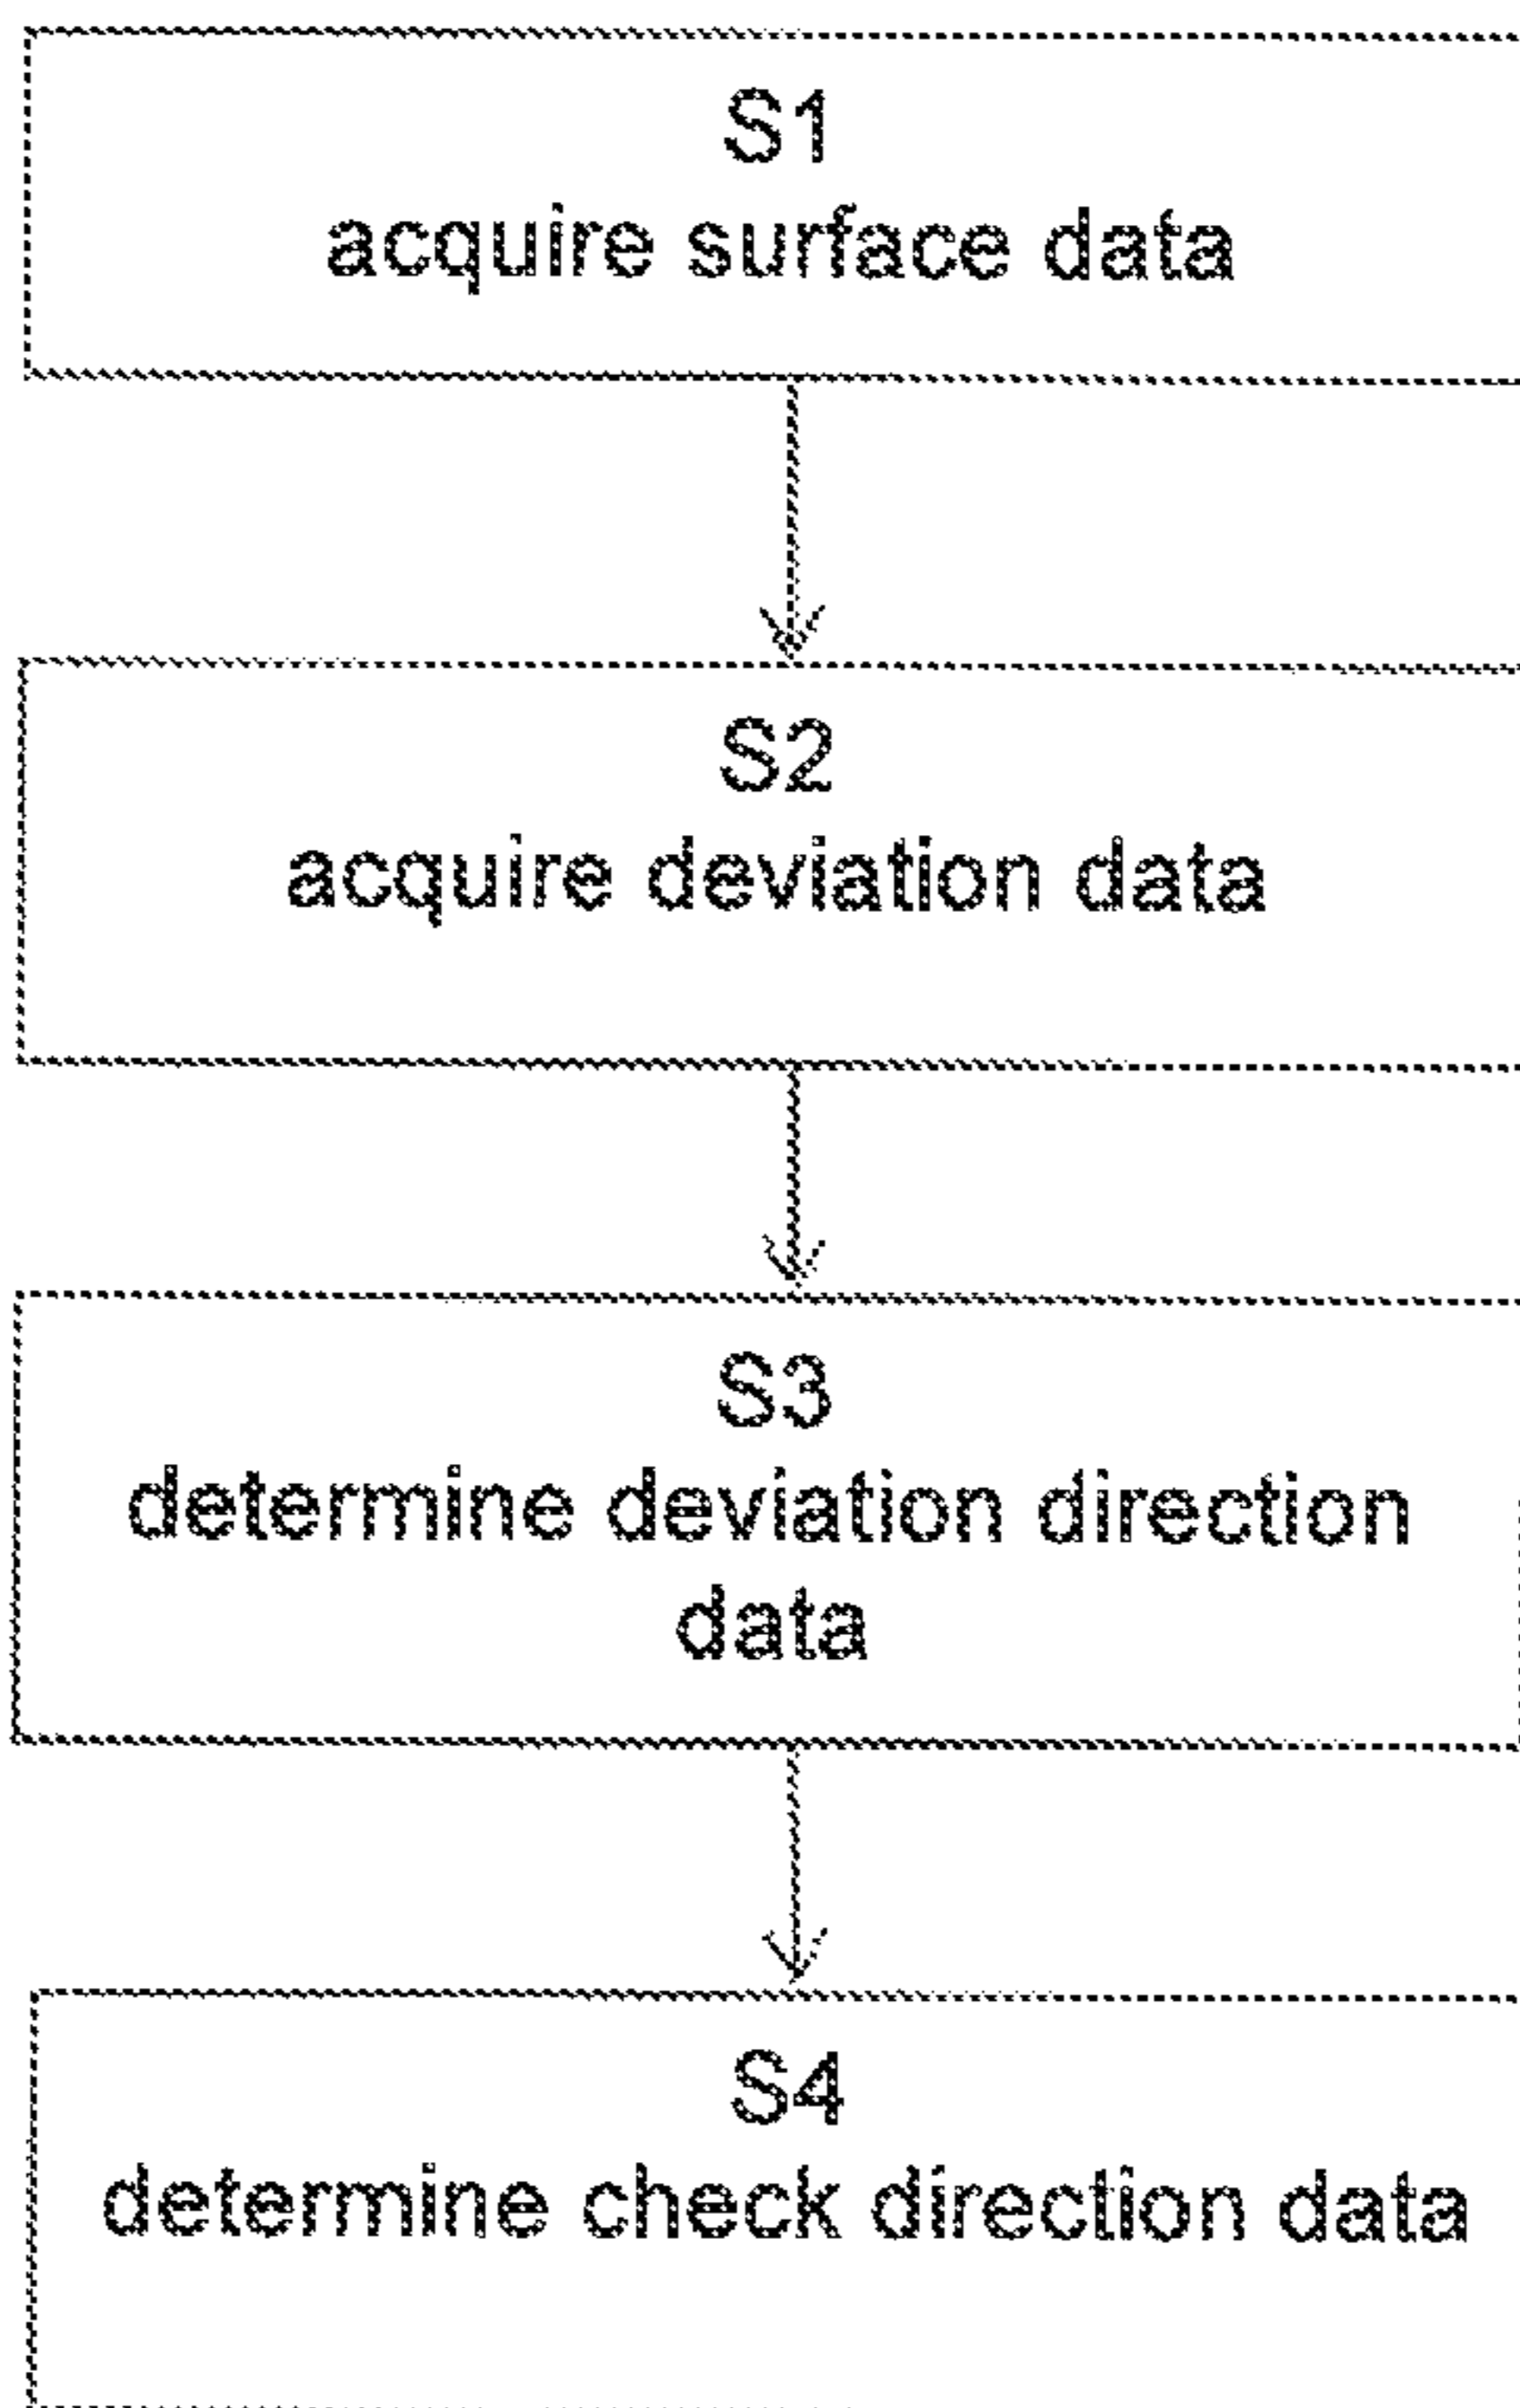 S1
acquire surface data
S2
acquire deviation data
S3
determine deviation direction
data
S4
determine check direction data